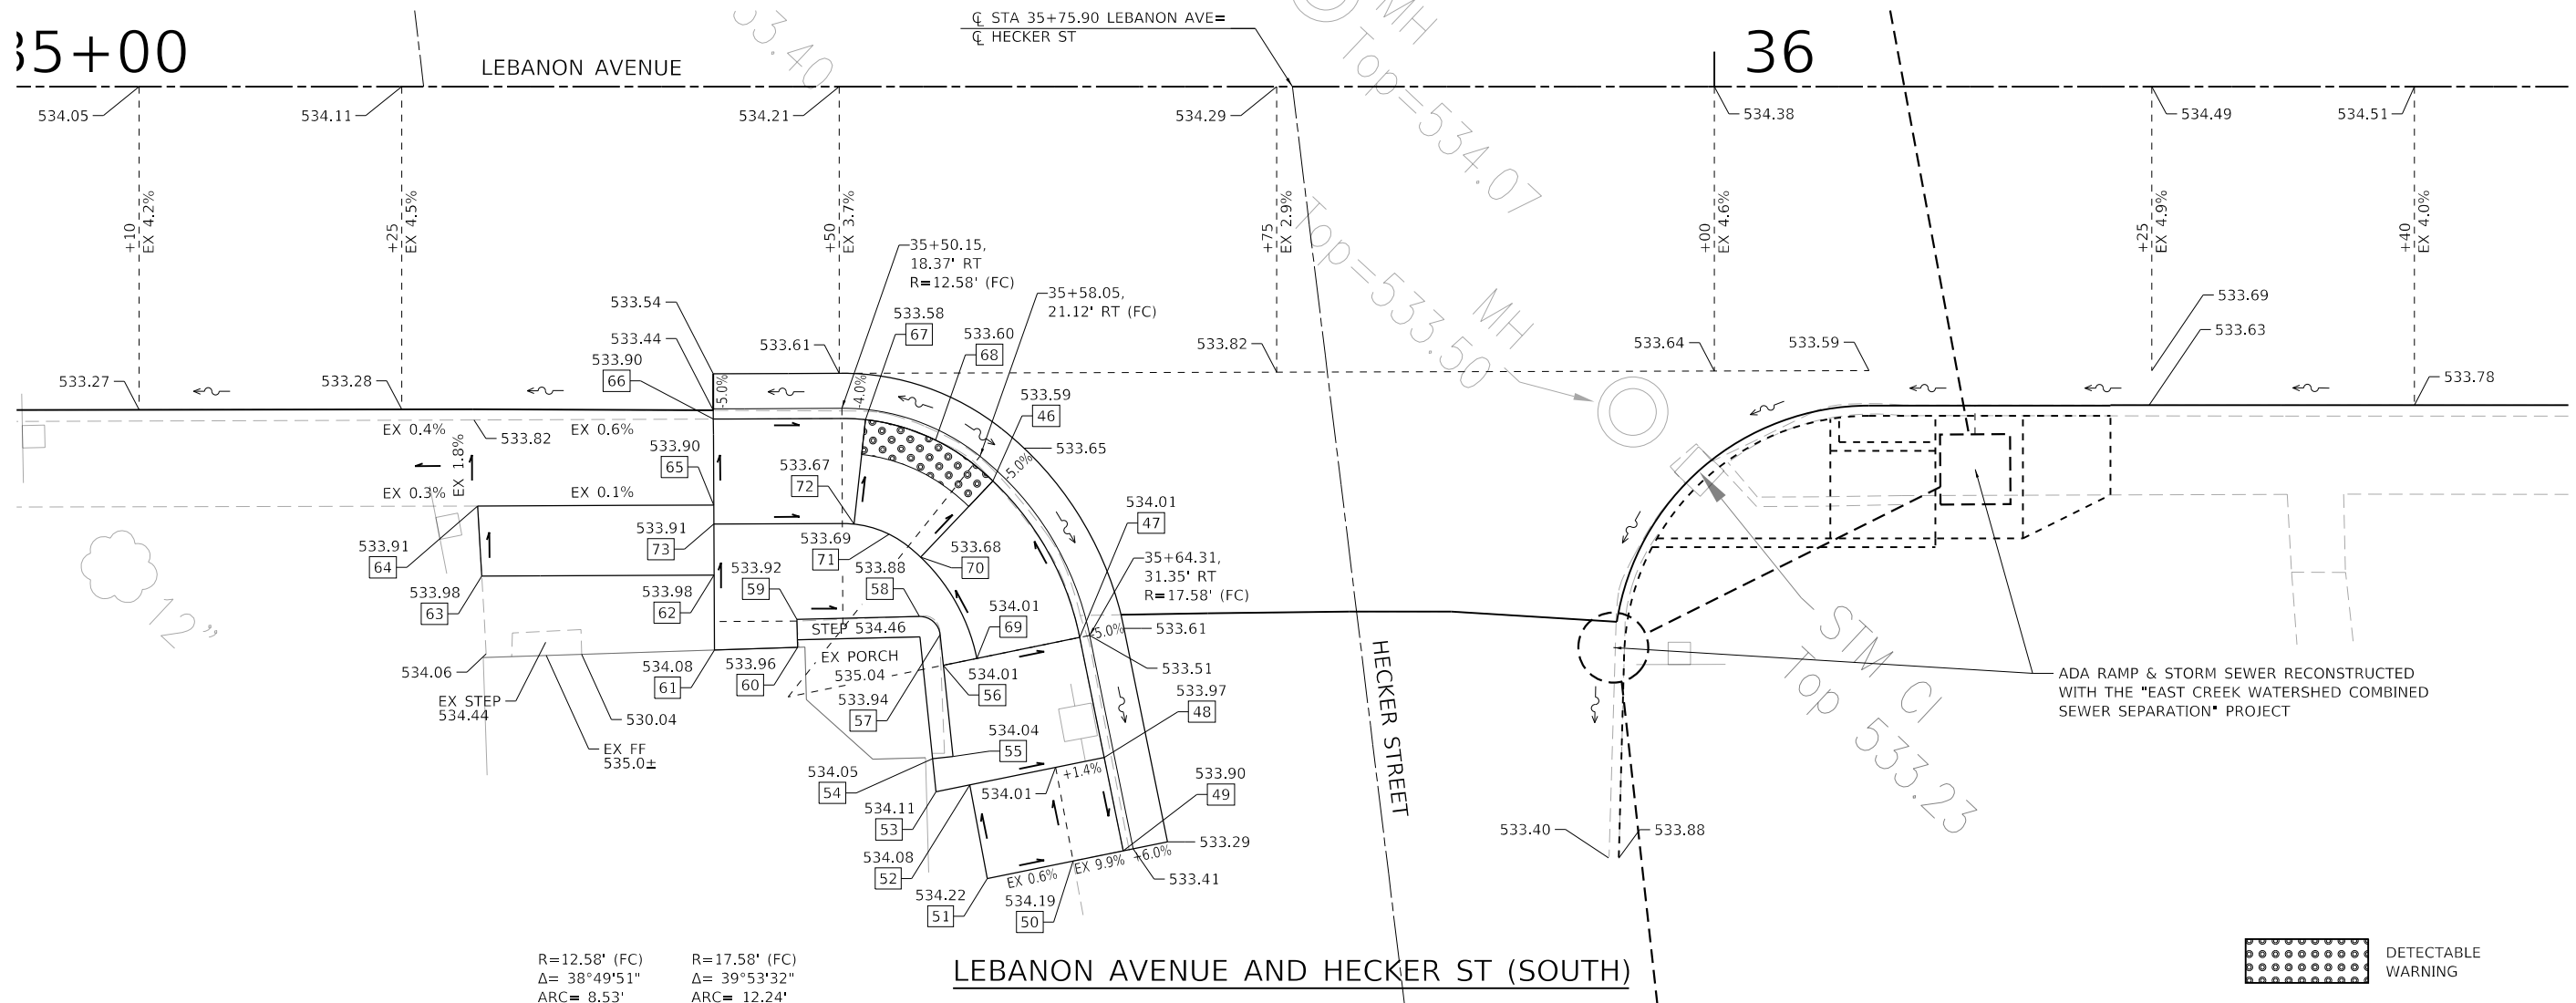 35+00
LEBANON AVENUE
℄ STA 35+75.90 LEBANON AVE=
℄ HECKER ST
36
33.40
MH
Top=534.07
534.05
534.11
534.21
534.29
534.38
534.49
534.51
+10
EX 4.2%
+25
EX 4.5%
+50
EX 3.7%
+75
EX 2.9%
+00
EX 4.6%
+25
EX 4.9%
+40
EX 4.0%
35+50.15,
18.37' RT
R=12.58' (FC)
35+58.05,
21.12' RT (FC)
MH
Top=533.50
533.54
533.44
533.90
66
533.61
533.58
67
533.60
68
533.59
46
533.82
533.64
533.59
533.69
533.63
533.78
533.27
533.28
-5.0%
-4.0%
-5.0%
533.65
EX 0.4%
EX 0.6%
533.82
EX 1.8%
EX 0.3%
EX 0.1%
533.90
65
533.67
72
534.01
47
533.91
64
533.91
73
533.69
71
533.68
70
35+64.31,
31.35' RT
R=17.58' (FC)
533.98
63
533.98
62
533.92
59
533.88
58
534.01
69
-5.0%
533.61
533.51
STEP 534.46
EX PORCH
535.04
12"
534.06
534.08
61
533.96
60
533.94
57
534.01
56
533.97
48
EX STEP
534.44
530.04
EX FF
535.0±
534.04
55
534.05
54
+1.4%
534.01
534.11
53
533.90
49
534.08
52
533.29
533.41
EX 0.6%
EX 9.9%
+6.0%
534.22
51
534.19
50
HECKER STREET
STM CI
Top 533.23
533.40
533.88
ADA RAMP & STORM SEWER RECONSTRUCTED
WITH THE "EAST CREEK WATERSHED COMBINED
SEWER SEPARATION" PROJECT
R=12.58' (FC)
Δ= 38°49'51"
ARC= 8.53'
R=17.58' (FC)
Δ= 39°53'32"
ARC= 12.24'
LEBANON AVENUE AND HECKER ST (SOUTH)
DETECTABLE
WARNING